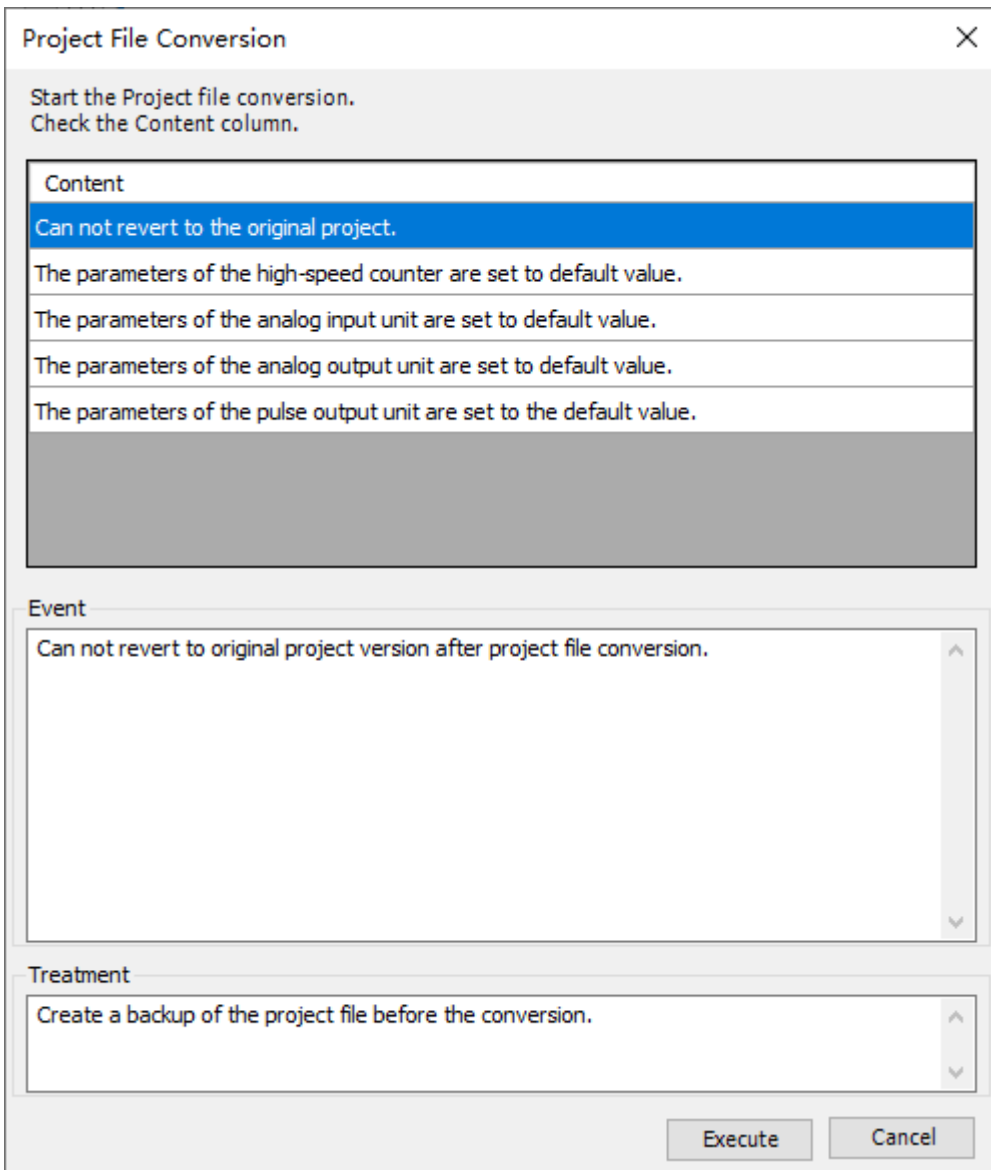 Project File Conversion
Start the Project file conversion.
Check the Content column.
Content
Can not revert to the original project.
The parameters of the high-speed counter are set to default value.
The parameters of the analog input unit are set to default value.
The parameters of the analog output unit are set to default value.
The parameters of the pulse output unit are set to the default value.
Event
Can not revert to original project version after project file conversion.
Treatment
Create a backup of the project file before the conversion.
Execute
Cancel